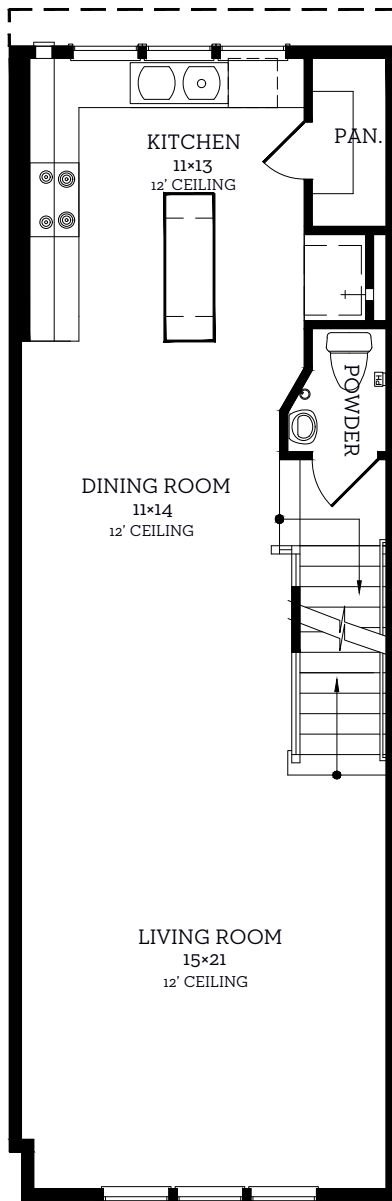 KITCHEN
11×13
12' CEILING
PAN.
PH
POWDER
DINING ROOM
11×14
12' CEILING
LIVING ROOM
15×21
12' CEILING